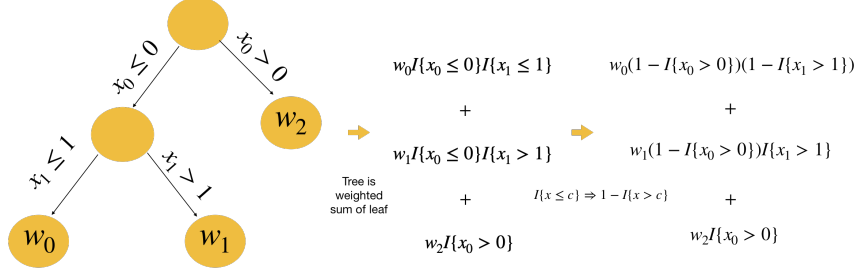 x₀ ≤ 0
x₀ > 0
x₁ ≤ 1
x₁ > 1
w₂
w₀
w₁
Tree is
weighted
sum of leaf
w₀I{x₀ ≤ 0}I{x₁ ≤ 1}
+
w₁I{x₀ ≤ 0}I{x₁ > 1}
+
w₂I{x₀ > 0}
I{x ≤ c} ⇒ 1 − I{x > c}
w₀(1 − I{x₀ > 0})(1 − I{x₁ > 1})
+
w₁(1 − I{x₀ > 0})I{x₁ > 1}
+
w₂I{x₀ > 0}